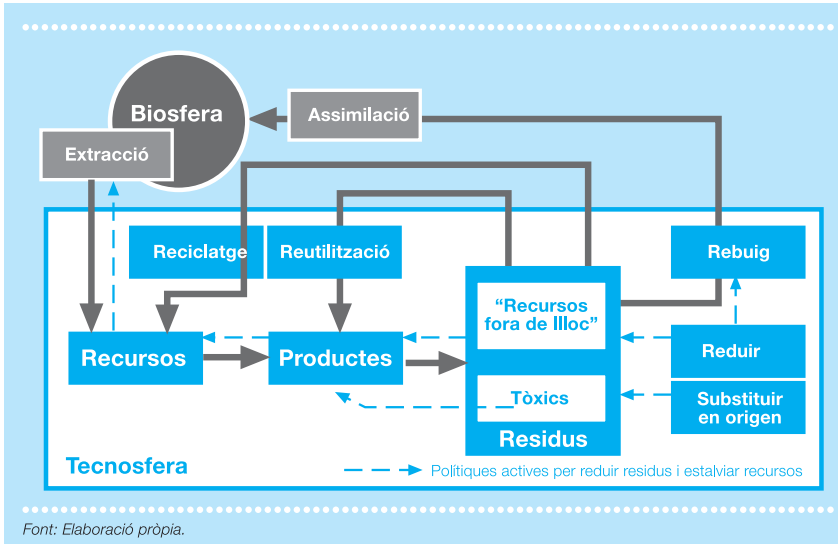 Biosfera
Assimilació
Extracció
Reciclatge
Reutilització
Rebuig
“Recursos
fora de lloc”
Recursos
Productes
Reduir
Tòxics
Substituir
en origen
Residus
Tecnosfera
Polítiques actives per reduir residus i estalviar recursos
Font: Elaboració pròpia.